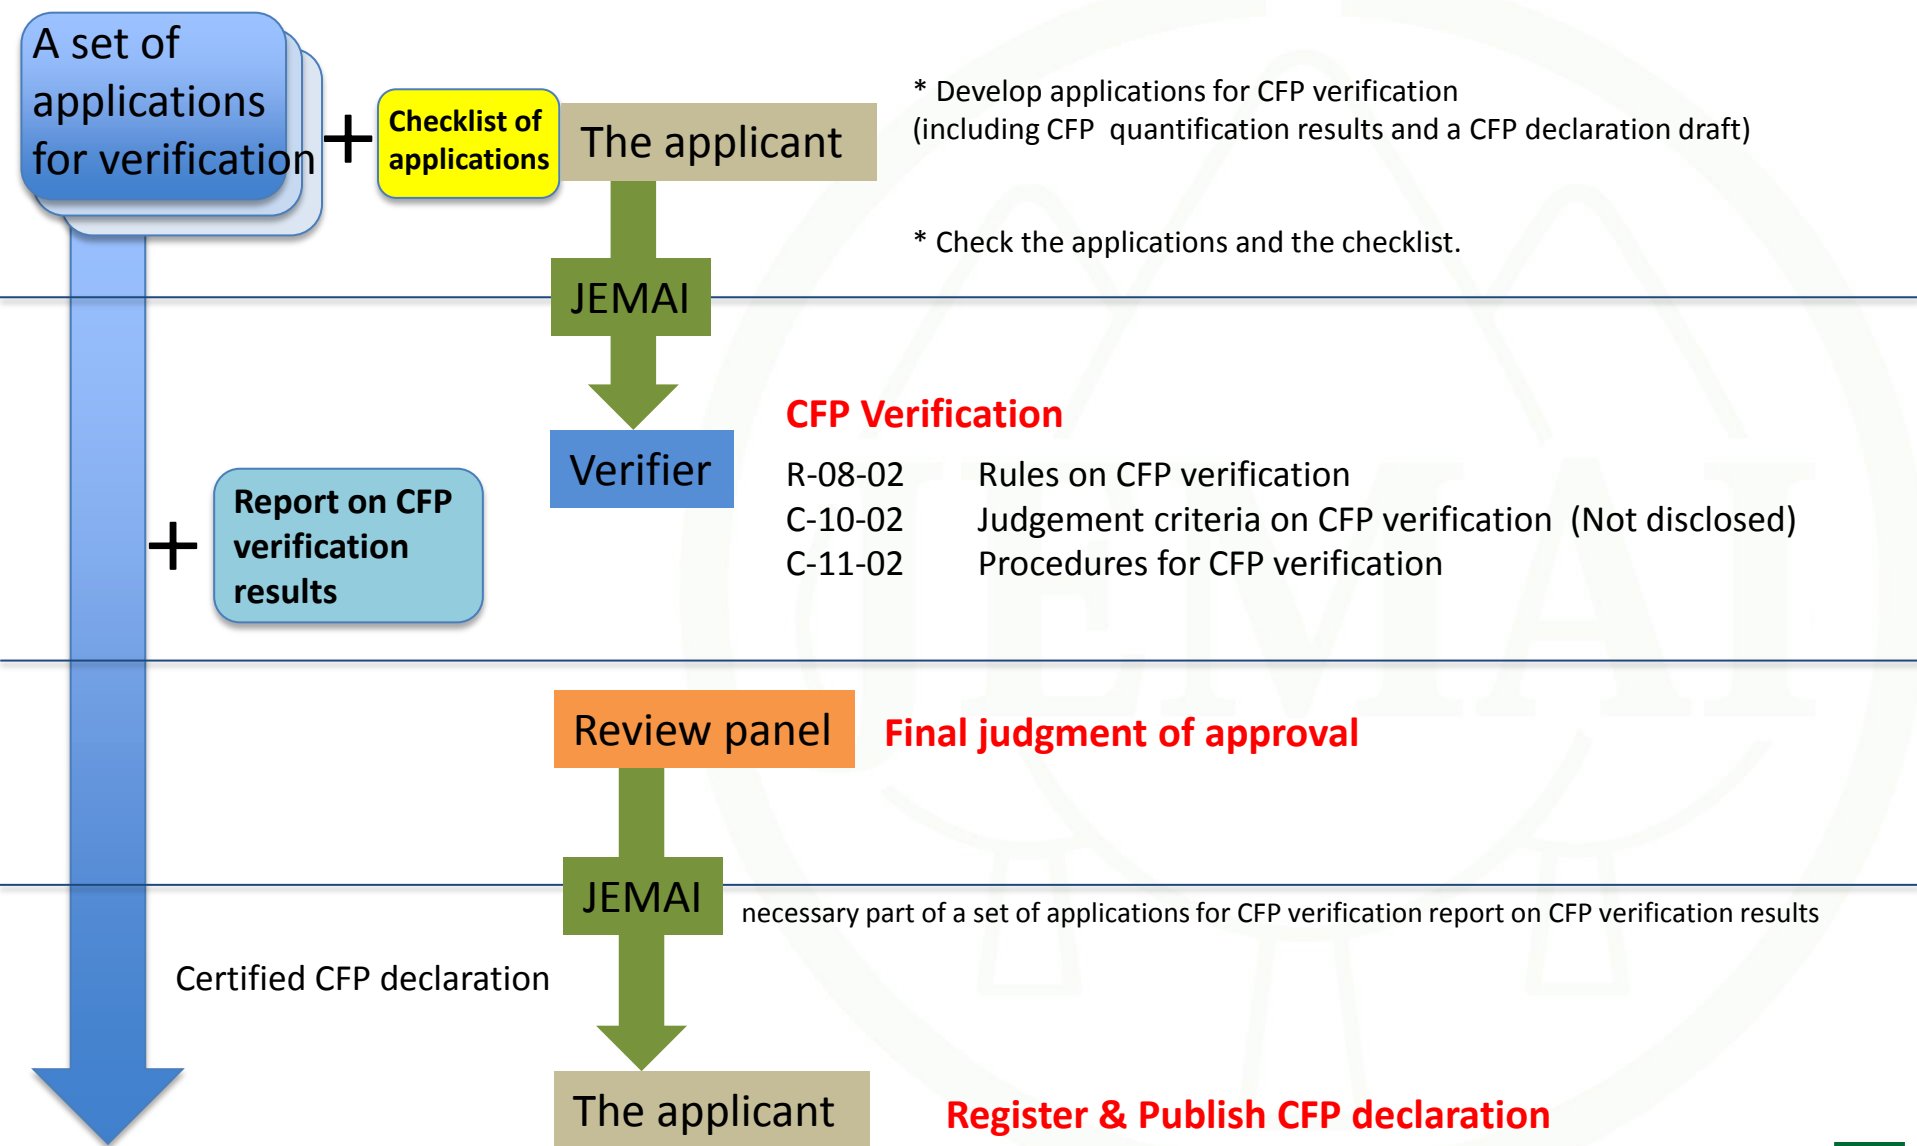 A set of
applications
for verification
+
Checklist of
applications
The applicant
* Develop applications for CFP verification
(including CFP quantification results and a CFP declaration draft)
* Check the applications and the checklist.
JEMAI
CFP Verification
Verifier
R-08-02 Rules on CFP verification
C-10-02 Judgement criteria on CFP verification (Not disclosed)
C-11-02 Procedures for CFP verification
+
Report on CFP
verification
results
JEMAI
Review panel
Final judgment of approval
JEMAI
necessary part of a set of applications for CFP verification report on CFP verification results
Certified CFP declaration
The applicant
Register & Publish CFP declaration